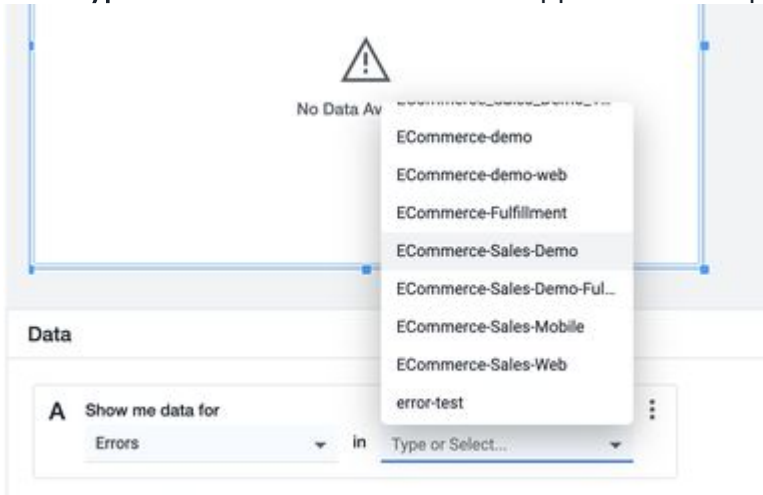 No Data Av
ECommerce-demo
ECommerce-demo-web
ECommerce-Fulfillment
ECommerce-Sales-Demo
ECommerce-Sales-Demo-Ful...
ECommerce-Sales-Mobile
ECommerce-Sales-Web
error-test
Data
A Show me data for
Errors in Type or Select...